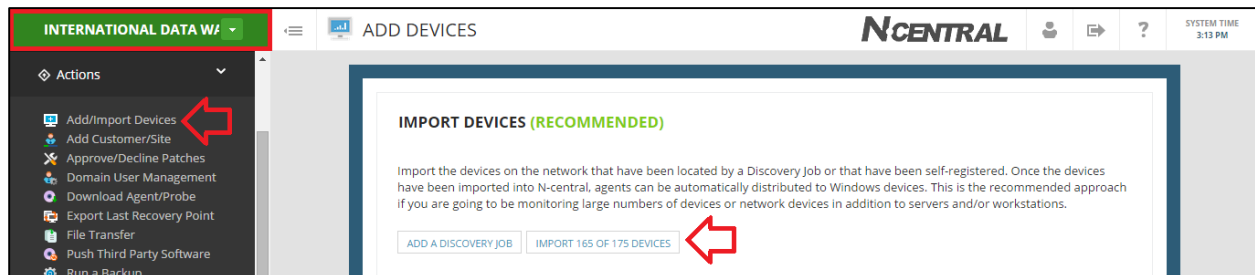 INTERNATIONAL DATA WA
ADD DEVICES
NCENTRAL
?
SYSTEM TIME
3:13 PM
Actions
Add/Import Devices
Add Customer/Site
Approve/Decline Patches
Domain User Management
Download Agent/Probe
Export Last Recovery Point
File Transfer
Push Third Party Software
Run a Backup
IMPORT DEVICES (RECOMMENDED)
Import the devices on the network that have been located by a Discovery Job or that have been self-registered. Once the devices
have been imported into N-central, agents can be automatically distributed to Windows devices. This is the recommended approach
if you are going to be monitoring large numbers of devices or network devices in addition to servers and/or workstations.
ADD A DISCOVERY JOB
IMPORT 165 OF 175 DEVICES